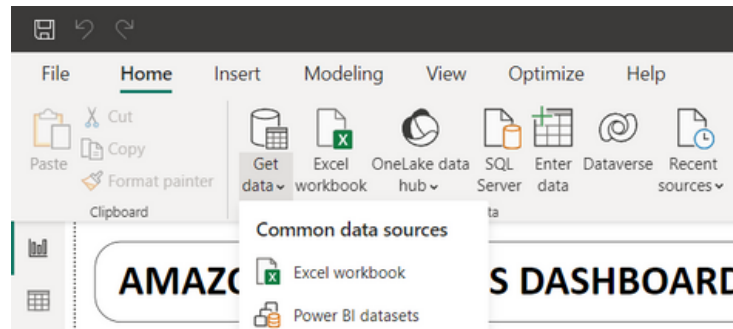 File Home Insert Modeling View Optimize Help
Paste
Cut
Copy
Format painter
Clipboard
Get data
Excel workbook
OneLake data hub
SQL Server
Enter data
Dataverse
Recent sources
ta
Common data sources
Excel workbook
Power BI datasets
AMAZO S DASHBOARD